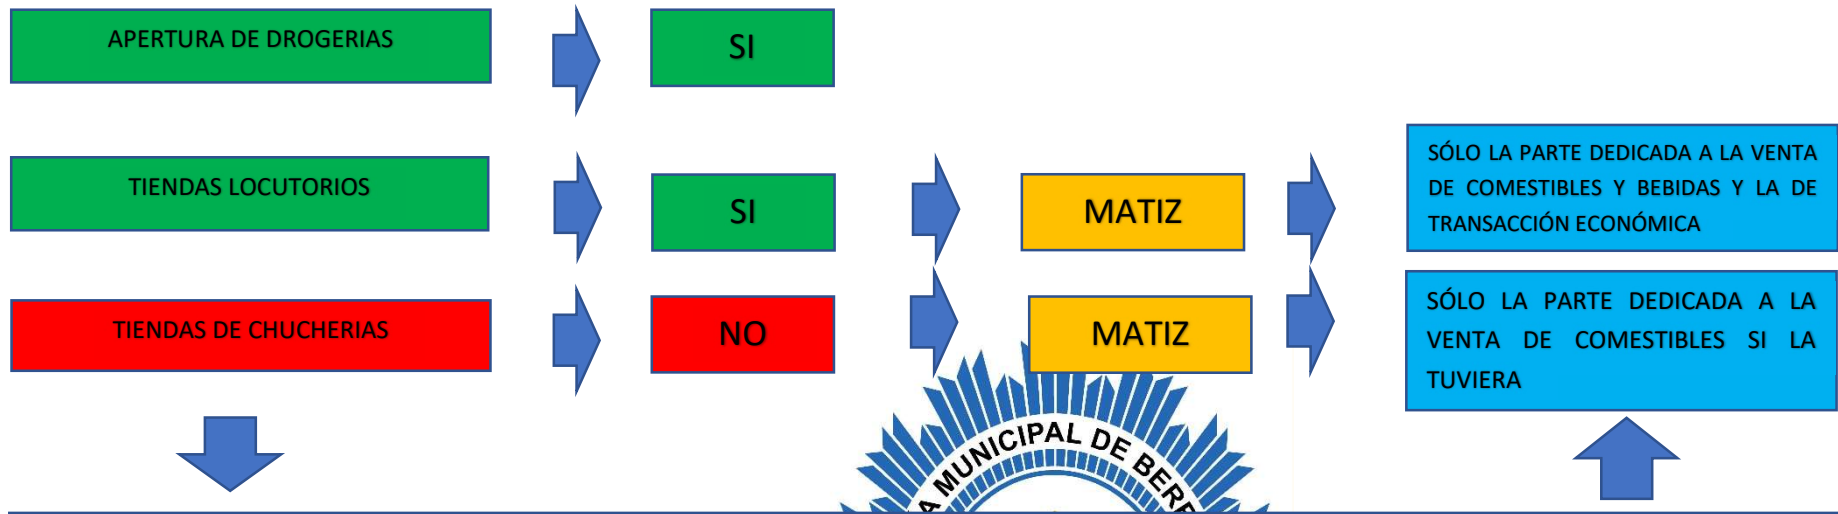 APERTURA DE DROGERIAS
SI
TIENDAS LOCUTORIOS
SI
MATIZ
SÓLO LA PARTE DEDICADA A LA VENTA
DE COMESTIBLES Y BEBIDAS Y LA DE
TRANSACCIÓN ECONÓMICA
TIENDAS DE CHUCHERIAS
NO
MATIZ
SÓLO LA PARTE DEDICADA A LA
VENTA DE COMESTIBLES SI LA
TUVIERA
A MUNICIPAL DE BER